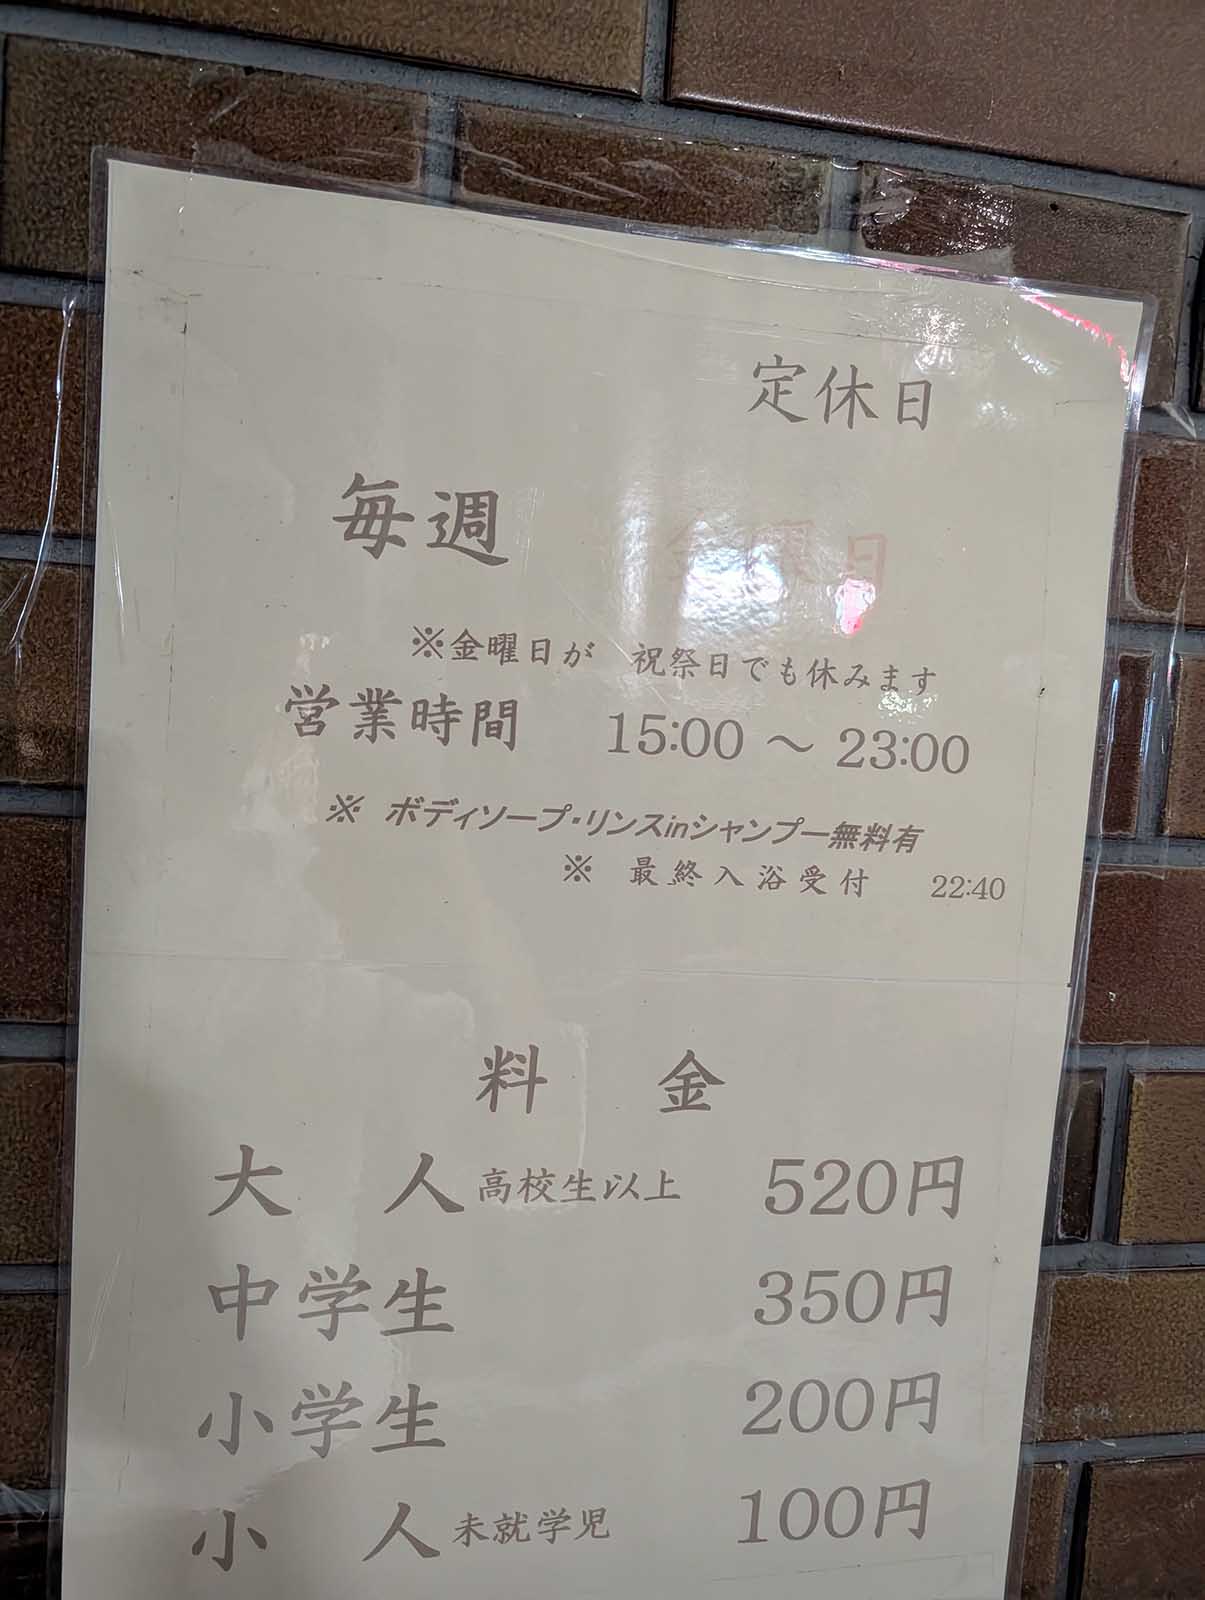 定休日
毎週 金曜日
※金曜日が 祝祭日でも休みます
営業時間 15:00 ～ 23:00
※ ボディソープ・リンスinシャンプー無料有
※ 最終入浴受付 22:40
料 金
大 人 高校生以上 520円
中学生 350円
小学生 200円
小 人 未就学児 100円